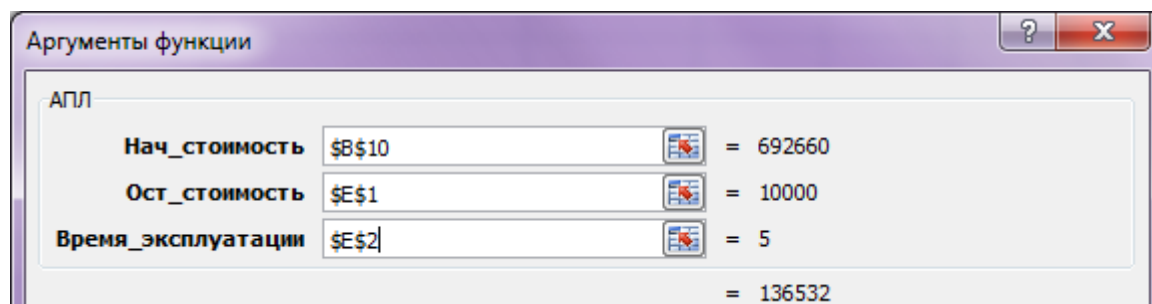 Аргументы функции
АПЛ
Нач_стоимость $B$10 = 692660
Ост_стоимость $E$1 = 10000
Время_эксплуатации $E$2 = 5
= 136532